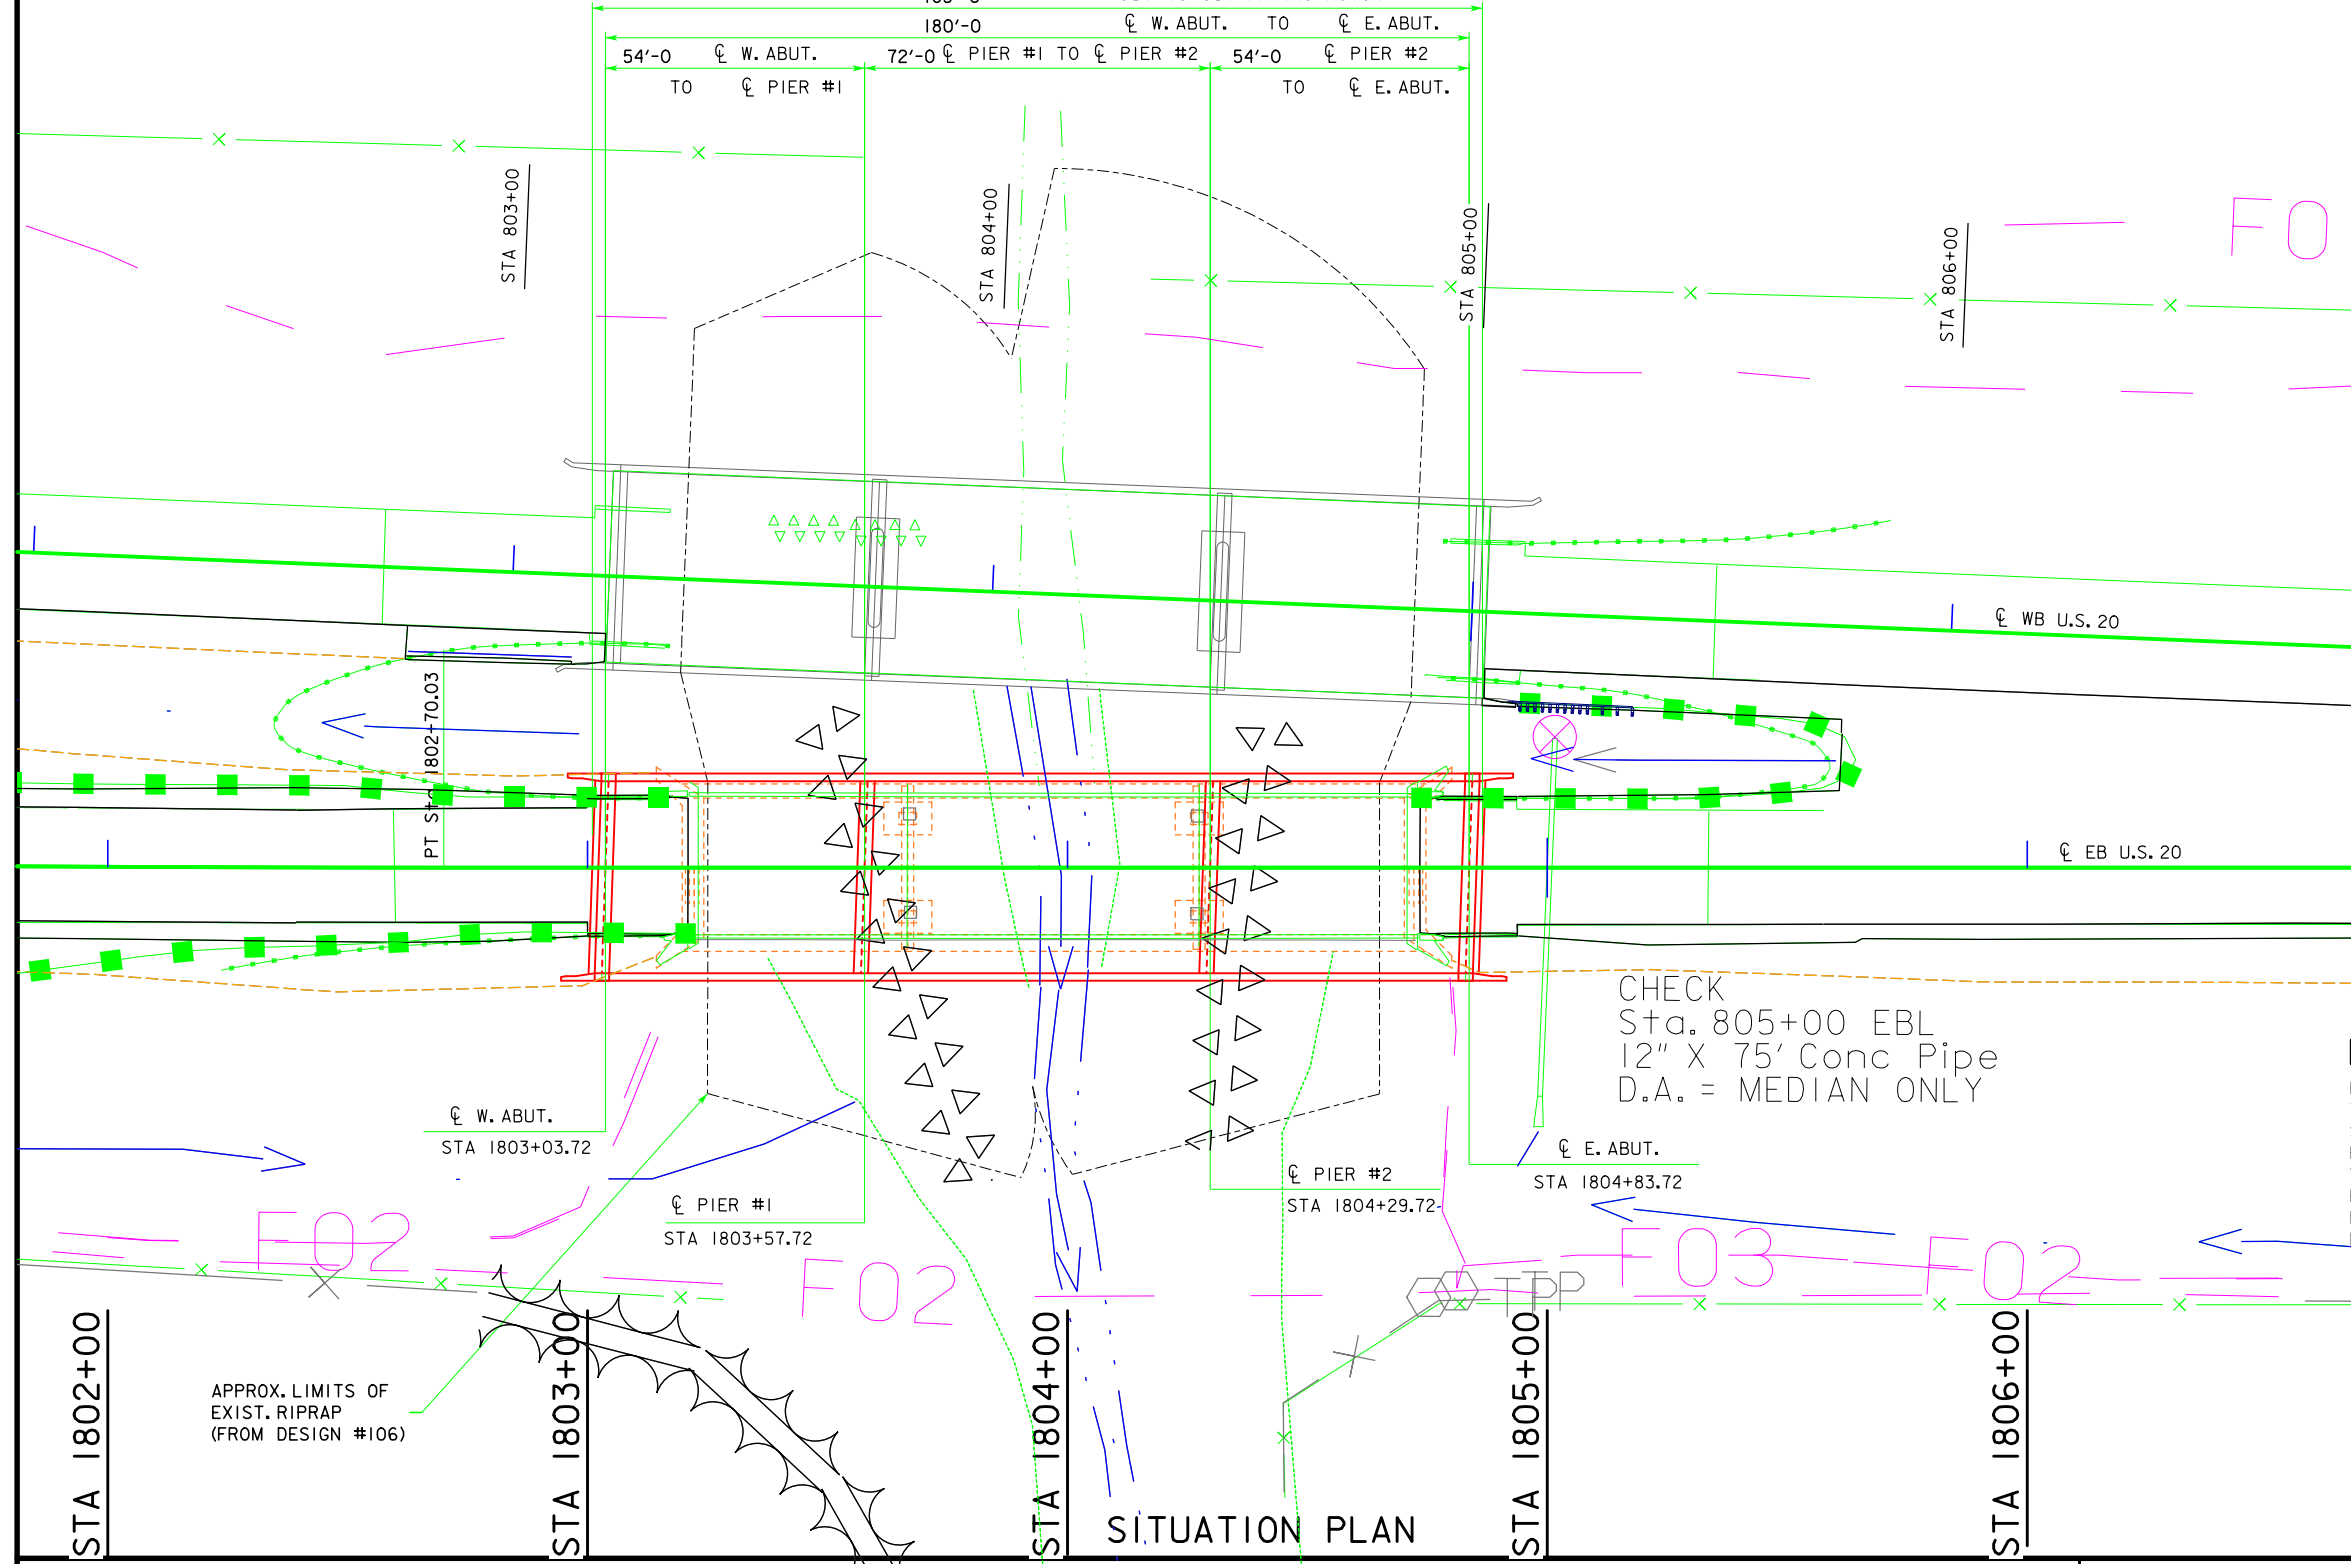 180'-0 ℄ W. ABUT. TO ℄ E. ABUT.
54'-0 ℄ W. ABUT.
TO ℄ PIER #1
72'-0 ℄ PIER #1 TO ℄ PIER #2
54'-0 ℄ PIER #2
TO ℄ E. ABUT.
STA 803+00
STA 804+00
STA 805+00
STA 806+00
F0
℄ WB U.S. 20
PT Sta 1802+70.03
℄ EB U.S. 20
CHECK
Sta. 805+00 EBL
12" X 75' Conc Pipe
D.A. = MEDIAN ONLY
℄ W. ABUT.
STA 1803+03.72
℄ PIER #1
STA 1803+57.72
℄ PIER #2
STA 1804+29.72
℄ E. ABUT.
STA 1804+83.72
F02
F02
F03
F02
TPP
APPROX. LIMITS OF
EXIST. RIPRAP
(FROM DESIGN #106)
STA 1802+00
STA 1803+00
STA 1804+00
STA 1805+00
STA 1806+00
SITUATION PLAN